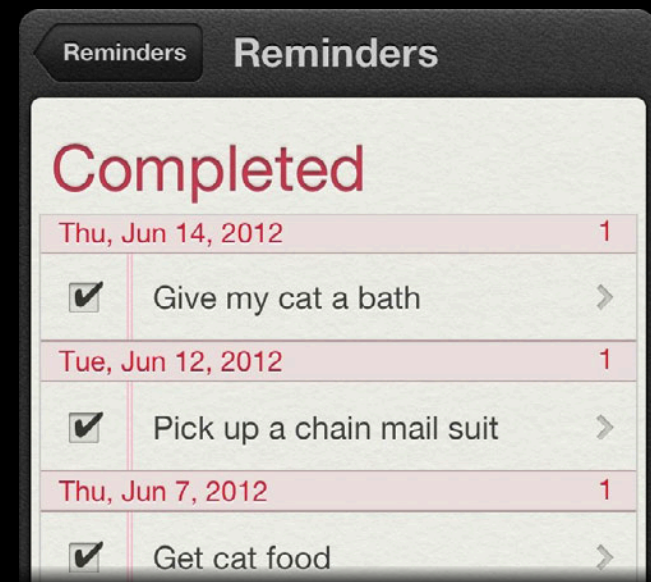 Reminders Reminders
Completed
Thu, Jun 14, 2012 1
Give my cat a bath
Tue, Jun 12, 2012 1
Pick up a chain mail suit
Thu, Jun 7, 2012 1
Get cat food